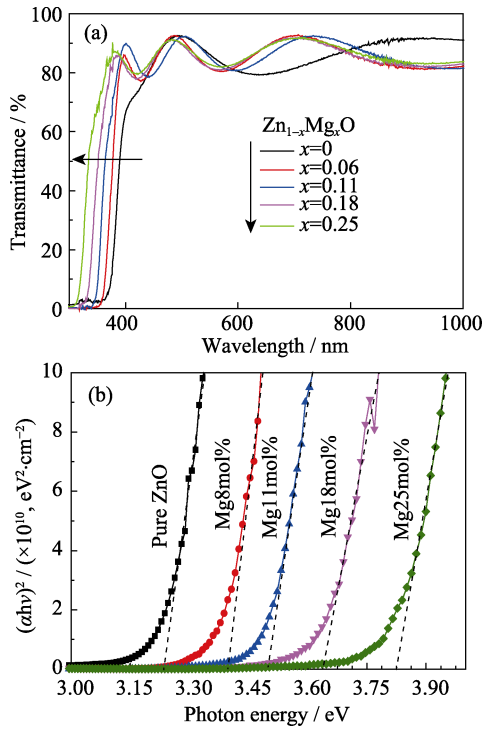 (a)
100
80
60
40
20
0
Transmittance / %
Zn₁₋ₓMgₓO
x=0
x=0.06
x=0.11
x=0.18
x=0.25
400 600 800 1000
Wavelength / nm
(b)
10
8
6
4
2
0
(αhν)² / (×10¹⁰, eV²·cm⁻²)
Pure ZnO
Mg8mol%
Mg11mol%
Mg18mol%
Mg25mol%
3.00 3.15 3.30 3.45 3.60 3.75 3.90
Photon energy / eV